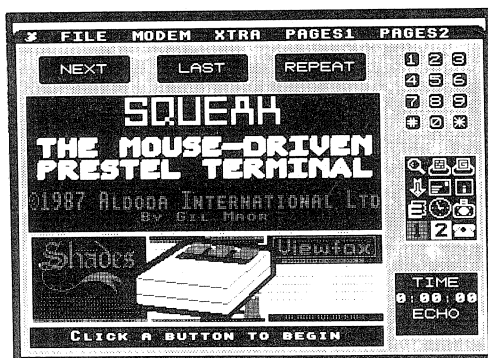 FILE MODEM XTRA PAGES1 PAGES2
NEXT LAST REPEAT
1 2 3
4 5 6
7 8 9
# 0 *
SQUEAK
THE MOUSE-DRIVEN
PRESTEL TERMINAL
©1987 ALDODA INTERNATIONAL LTD
BY GIL MAOR
Shades
Viewfax
1 2
TIME
0:00:00
ECHO
CLICK A BUTTON TO BEGIN